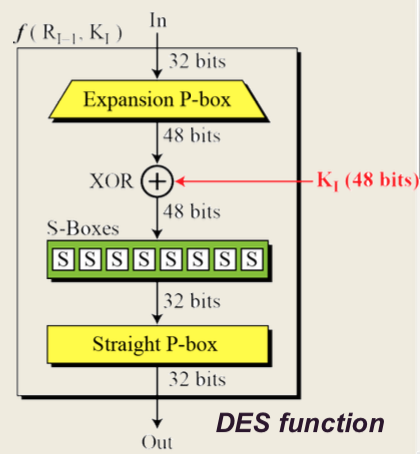 In
f ( R_I–1, K_I )
32 bits
Expansion P-box
48 bits
XOR + K_I (48 bits)
48 bits
S-Boxes
S S S S S S S S
32 bits
Straight P-box
32 bits
DES function
Out